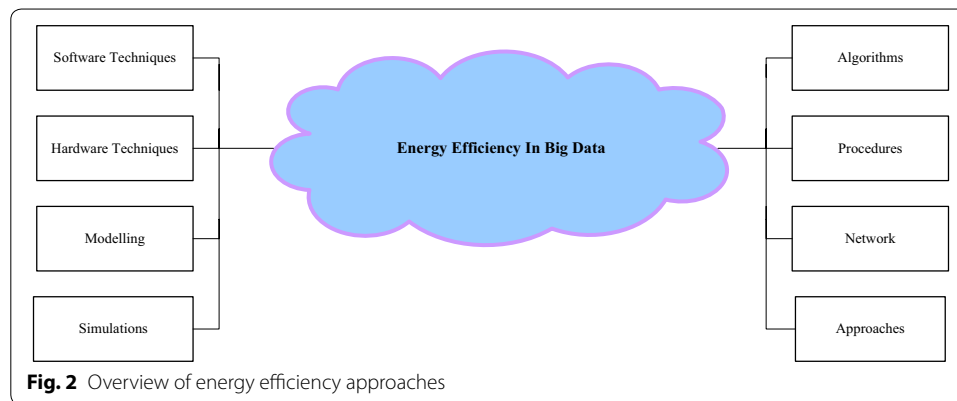 Software Techniques
Hardware Techniques
Modelling
Simulations
Energy Efficiency In Big Data
Algorithms
Procedures
Network
Approaches
Fig. 2 Overview of energy efficiency approaches